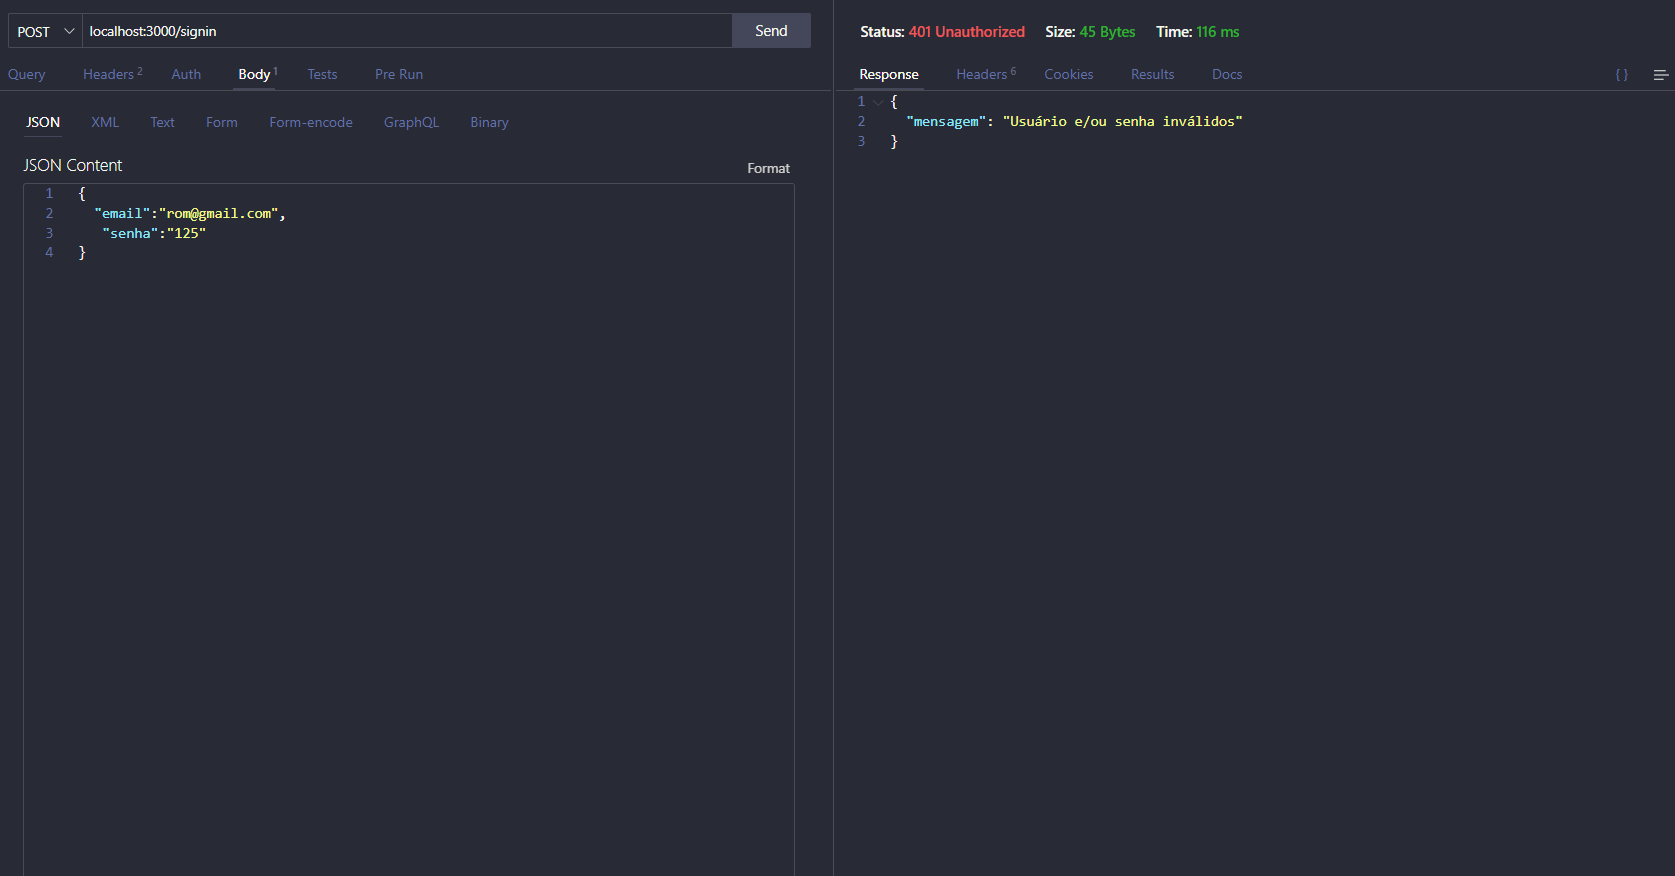 POST localhost:3000/signin Send
Query Headers 2 Auth Body 1 Tests Pre Run
JSON XML Text Form Form-encode GraphQL Binary
JSON Content Format
1 {
2 "email":"rom@gmail.com",
3 "senha":"125"
4 }
Status: 401 Unauthorized Size: 45 Bytes Time: 116 ms
Response Headers 6 Cookies Results Docs { }
1 {
2 "mensagem": "Usuário e/ou senha inválidos"
3 }